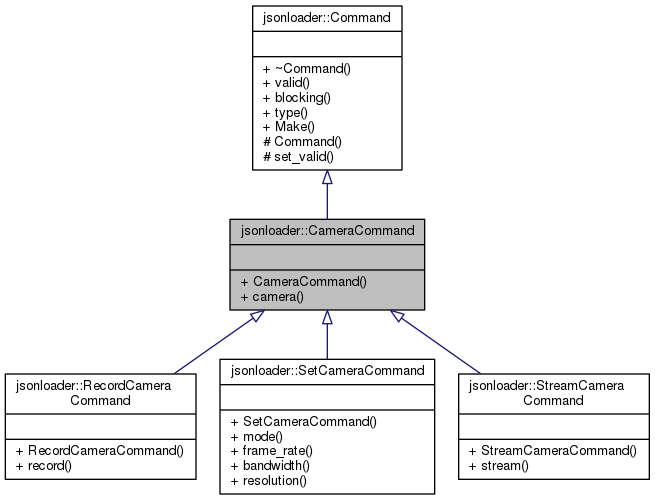 jsonloader::Command
+ ~Command()
+ valid()
+ blocking()
+ type()
+ Make()
# Command()
# set_valid()
jsonloader::CameraCommand
+ CameraCommand()
+ camera()
jsonloader::RecordCamera
Command
+ RecordCameraCommand()
+ record()
jsonloader::SetCameraCommand
+ SetCameraCommand()
+ mode()
+ frame_rate()
+ bandwidth()
+ resolution()
jsonloader::StreamCamera
Command
+ StreamCameraCommand()
+ stream()